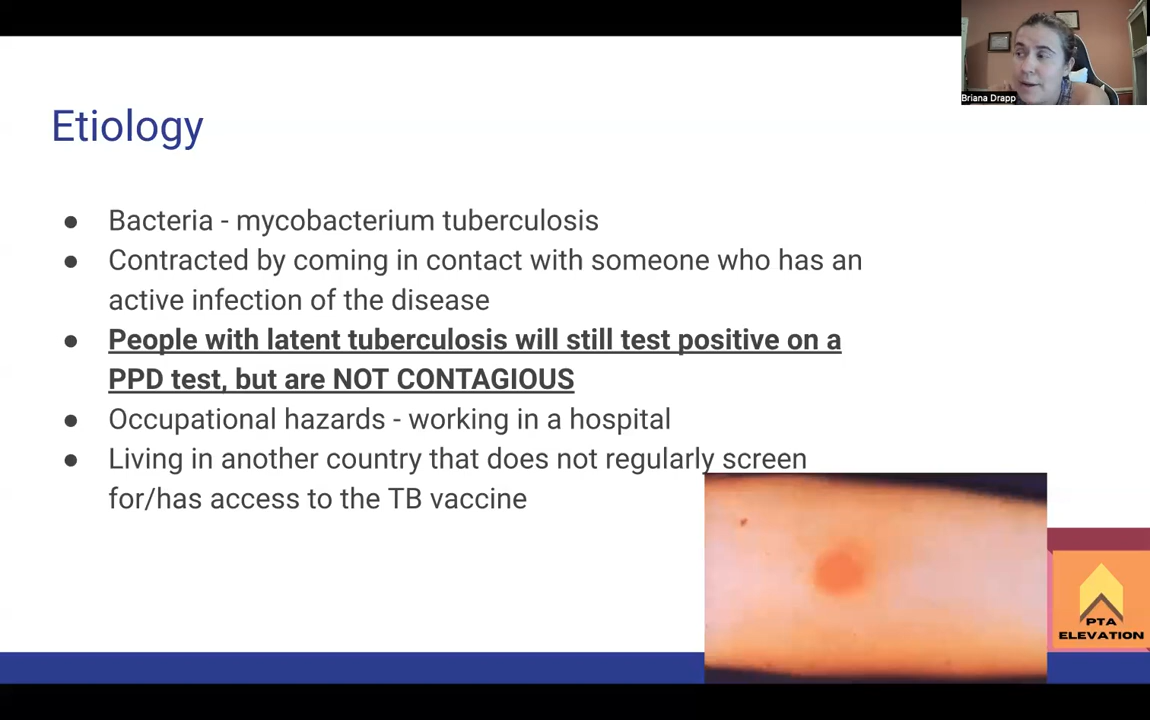 Briana Drapp
Etiology
● Bacteria - mycobacterium tuberculosis
● Contracted by coming in contact with someone who has an
active infection of the disease
● People with latent tuberculosis will still test positive on a
PPD test, but are NOT CONTAGIOUS
● Occupational hazards - working in a hospital
● Living in another country that does not regularly screen
for/has access to the TB vaccine
PTA
ELEVATION